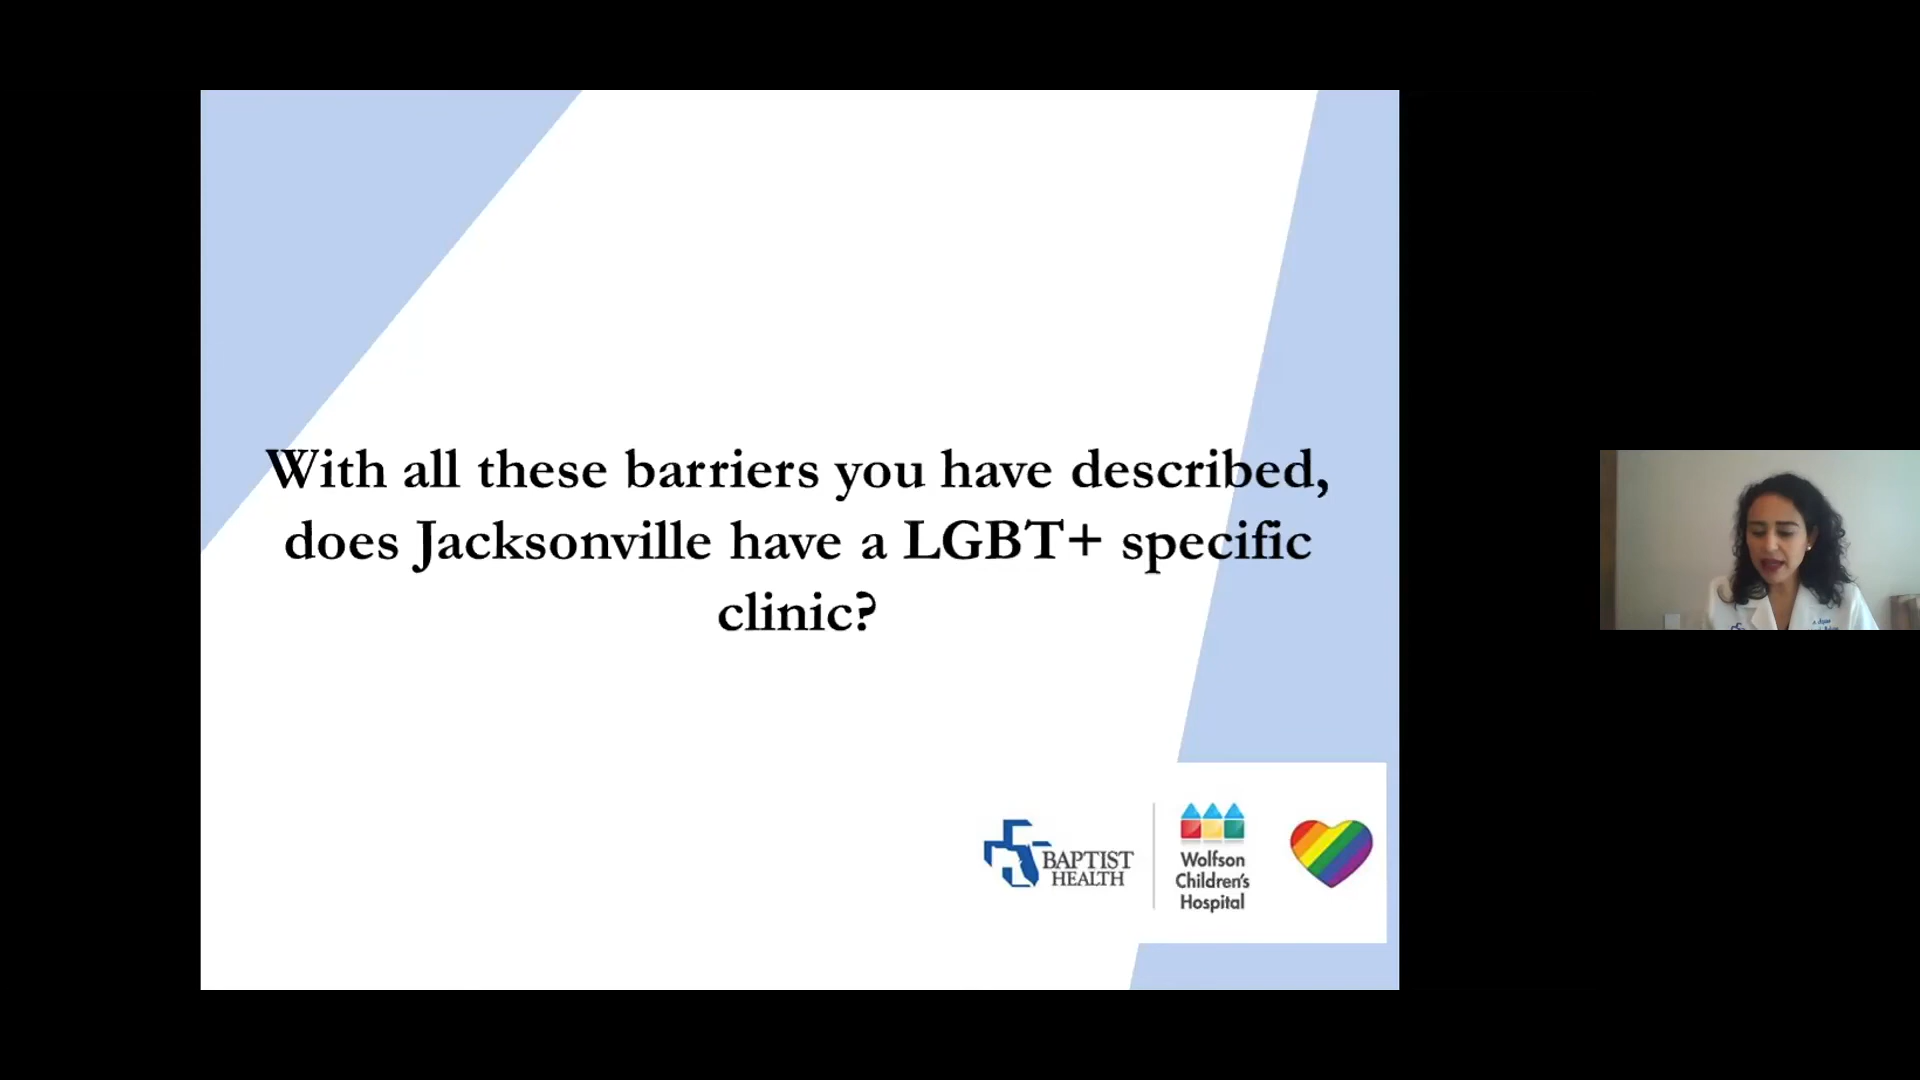 With all these barriers you have described,
does Jacksonville have a LGBT+ specific
clinic?
BAPTIST
HEALTH
Wolfson
Children's
Hospital